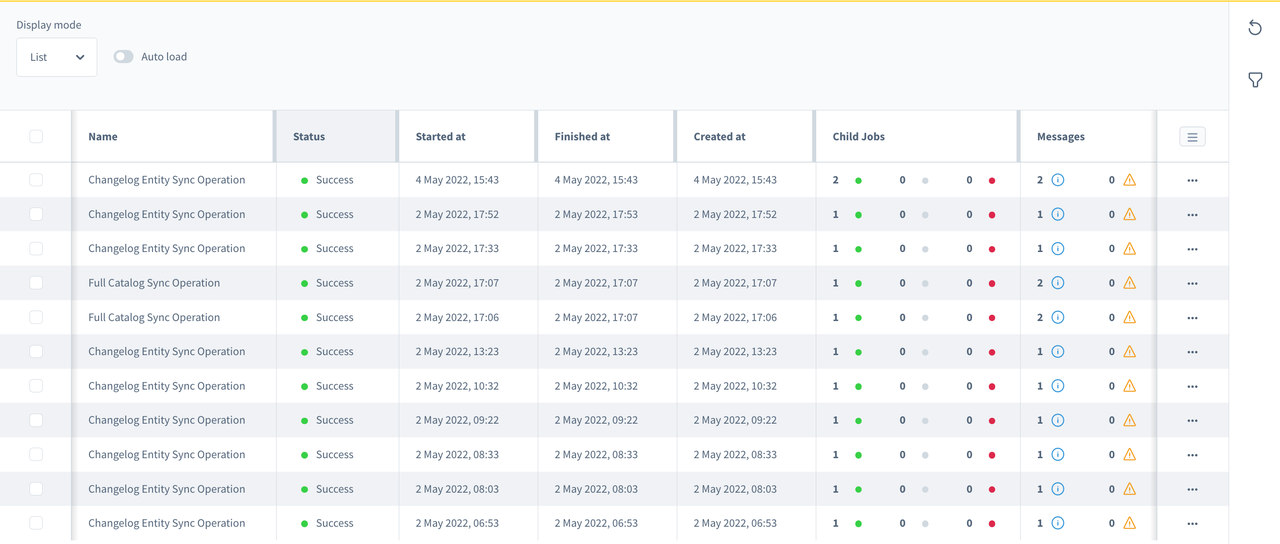 Display mode
List
Auto load
Name Status Started at Finished at Created at Child Jobs Messages
Changelog Entity Sync Operation Success 4 May 2022, 15:43 4 May 2022, 15:43 4 May 2022, 15:43 2 0 0 2 0
Changelog Entity Sync Operation Success 2 May 2022, 17:52 2 May 2022, 17:53 2 May 2022, 17:52 1 0 0 1 0
Changelog Entity Sync Operation Success 2 May 2022, 17:33 2 May 2022, 17:33 2 May 2022, 17:33 1 0 0 1 0
Full Catalog Sync Operation Success 2 May 2022, 17:07 2 May 2022, 17:07 2 May 2022, 17:07 1 0 0 2 0
Full Catalog Sync Operation Success 2 May 2022, 17:06 2 May 2022, 17:07 2 May 2022, 17:06 1 0 0 2 0
Changelog Entity Sync Operation Success 2 May 2022, 13:23 2 May 2022, 13:23 2 May 2022, 13:23 1 0 0 1 0
Changelog Entity Sync Operation Success 2 May 2022, 10:32 2 May 2022, 10:32 2 May 2022, 10:32 1 0 0 1 0
Changelog Entity Sync Operation Success 2 May 2022, 09:22 2 May 2022, 09:22 2 May 2022, 09:22 1 0 0 1 0
Changelog Entity Sync Operation Success 2 May 2022, 08:33 2 May 2022, 08:33 2 May 2022, 08:33 1 0 0 1 0
Changelog Entity Sync Operation Success 2 May 2022, 08:03 2 May 2022, 08:03 2 May 2022, 08:03 1 0 0 1 0
Changelog Entity Sync Operation Success 2 May 2022, 06:53 2 May 2022, 06:53 2 May 2022, 06:53 1 0 0 1 0